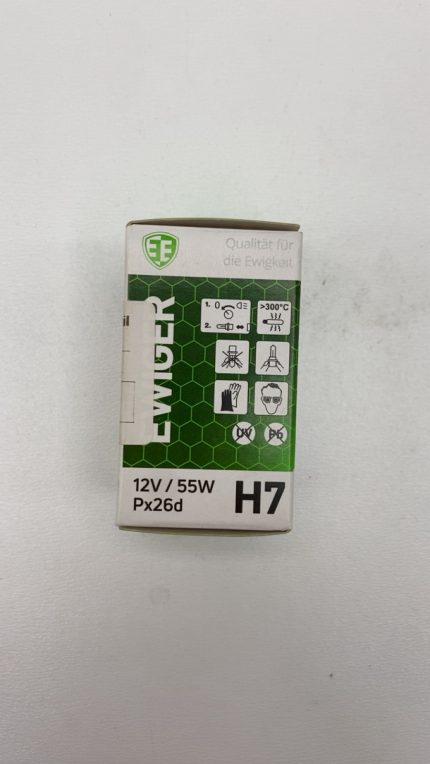 EE
Qualität für
die Ewigkeit
EWIGER
1. 0
>300°C
2.
UV
Pb
12V / 55W
Px26d
H7